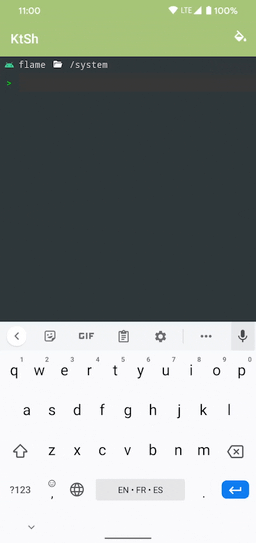 11:00 LTE 100%
KtSh
flame /system
>
GIF
1 2 3 4 5 6 7 8 9 0
q w e r t y u i o p
a s d f g h j k l
z x c v b n m
?123 , EN • FR • ES .